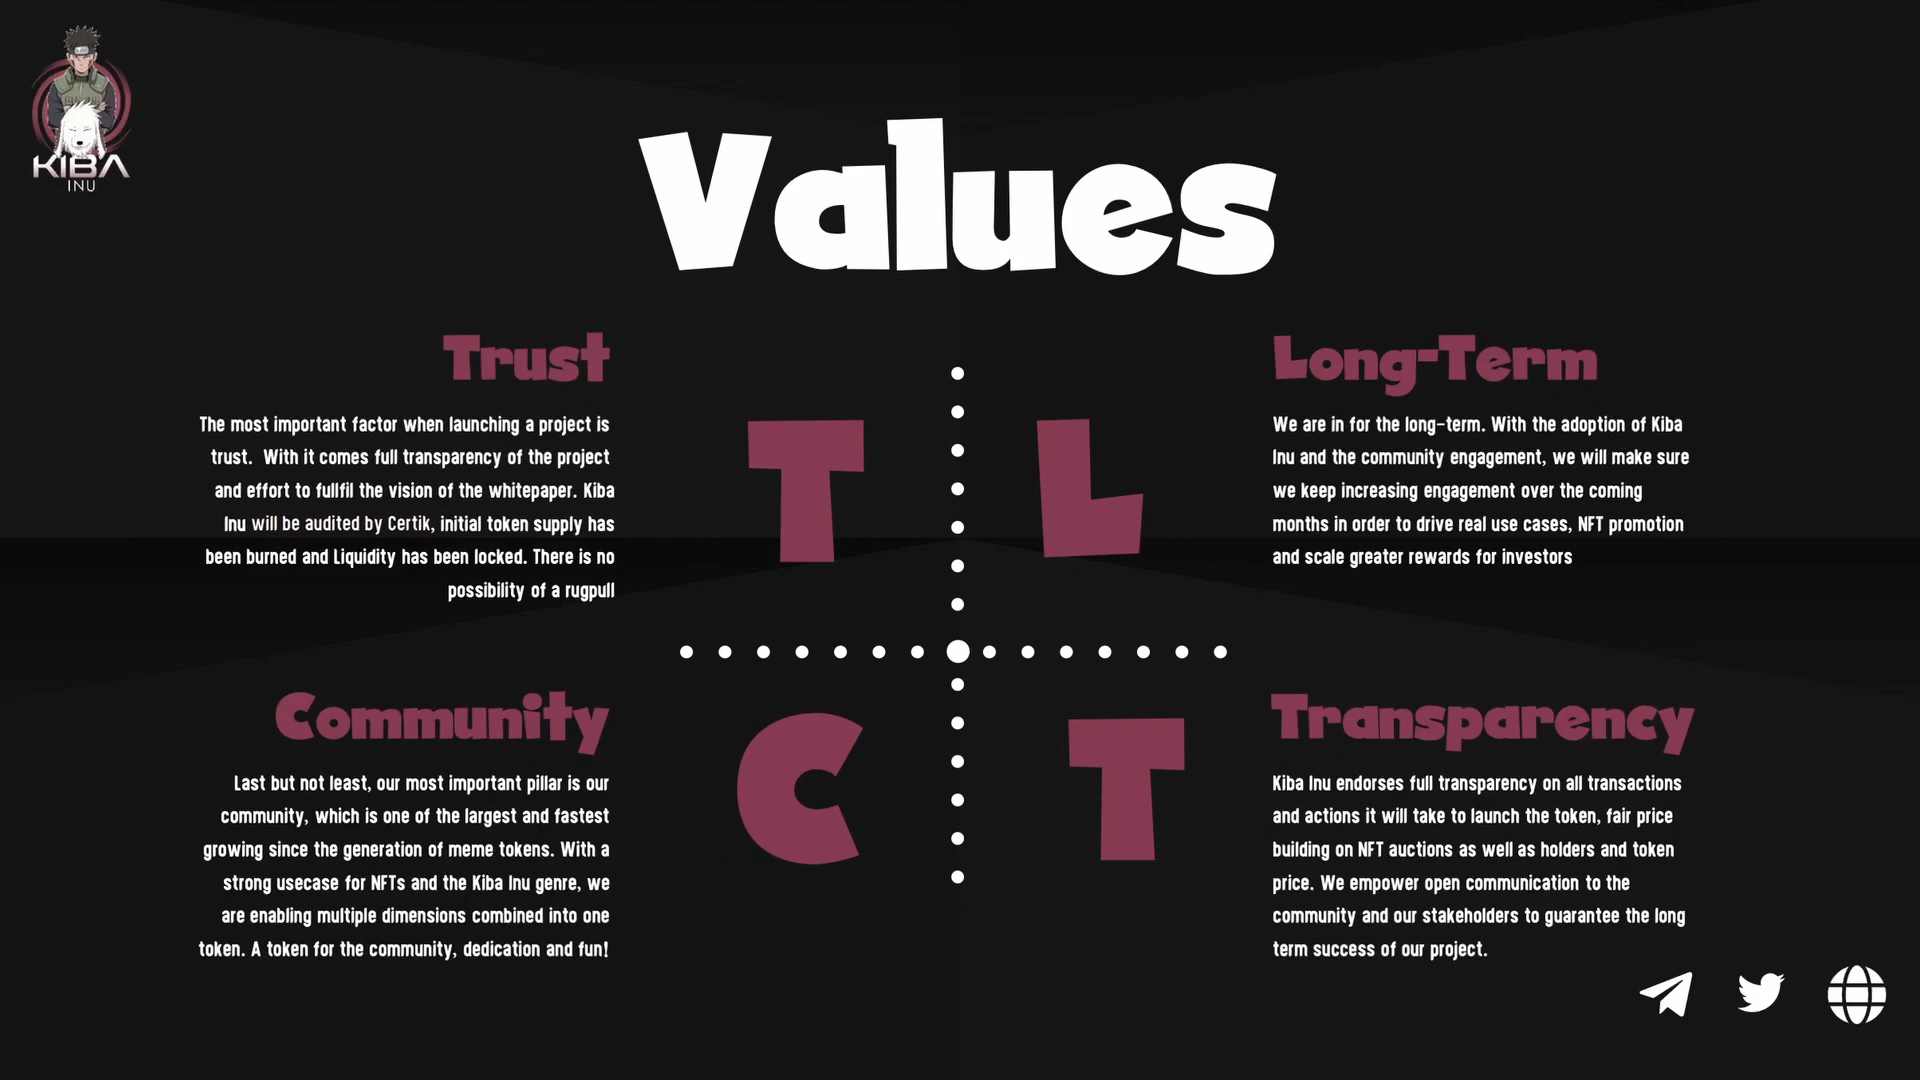 KIBA
INU
Values
Trust
The most important factor when launching a project is
trust. With it comes full transparency of the project
and effort to fullfil the vision of the whitepaper. Kiba
Inu will be audited by Certik, initial token supply has
been burned and Liquidity has been locked. There is no
possibility of a rugpull
T
L
Long-Term
We are in for the long-term. With the adoption of Kiba
Inu and the community engagement, we will make sure
we keep increasing engagement over the coming
months in order to drive real use cases, NFT promotion
and scale greater rewards for investors
Community
Last but not least, our most important pillar is our
community, which is one of the largest and fastest
growing since the generation of meme tokens. With a
strong usecase for NFTs and the Kiba Inu genre, we
are enabling multiple dimensions combined into one
token. A token for the community, dedication and fun!
C
T
Transparency
Kiba Inu endorses full transparency on all transactions
and actions it will take to launch the token, fair price
building on NFT auctions as well as holders and token
price. We empower open communication to the
community and our stakeholders to guarantee the long
term success of our project.